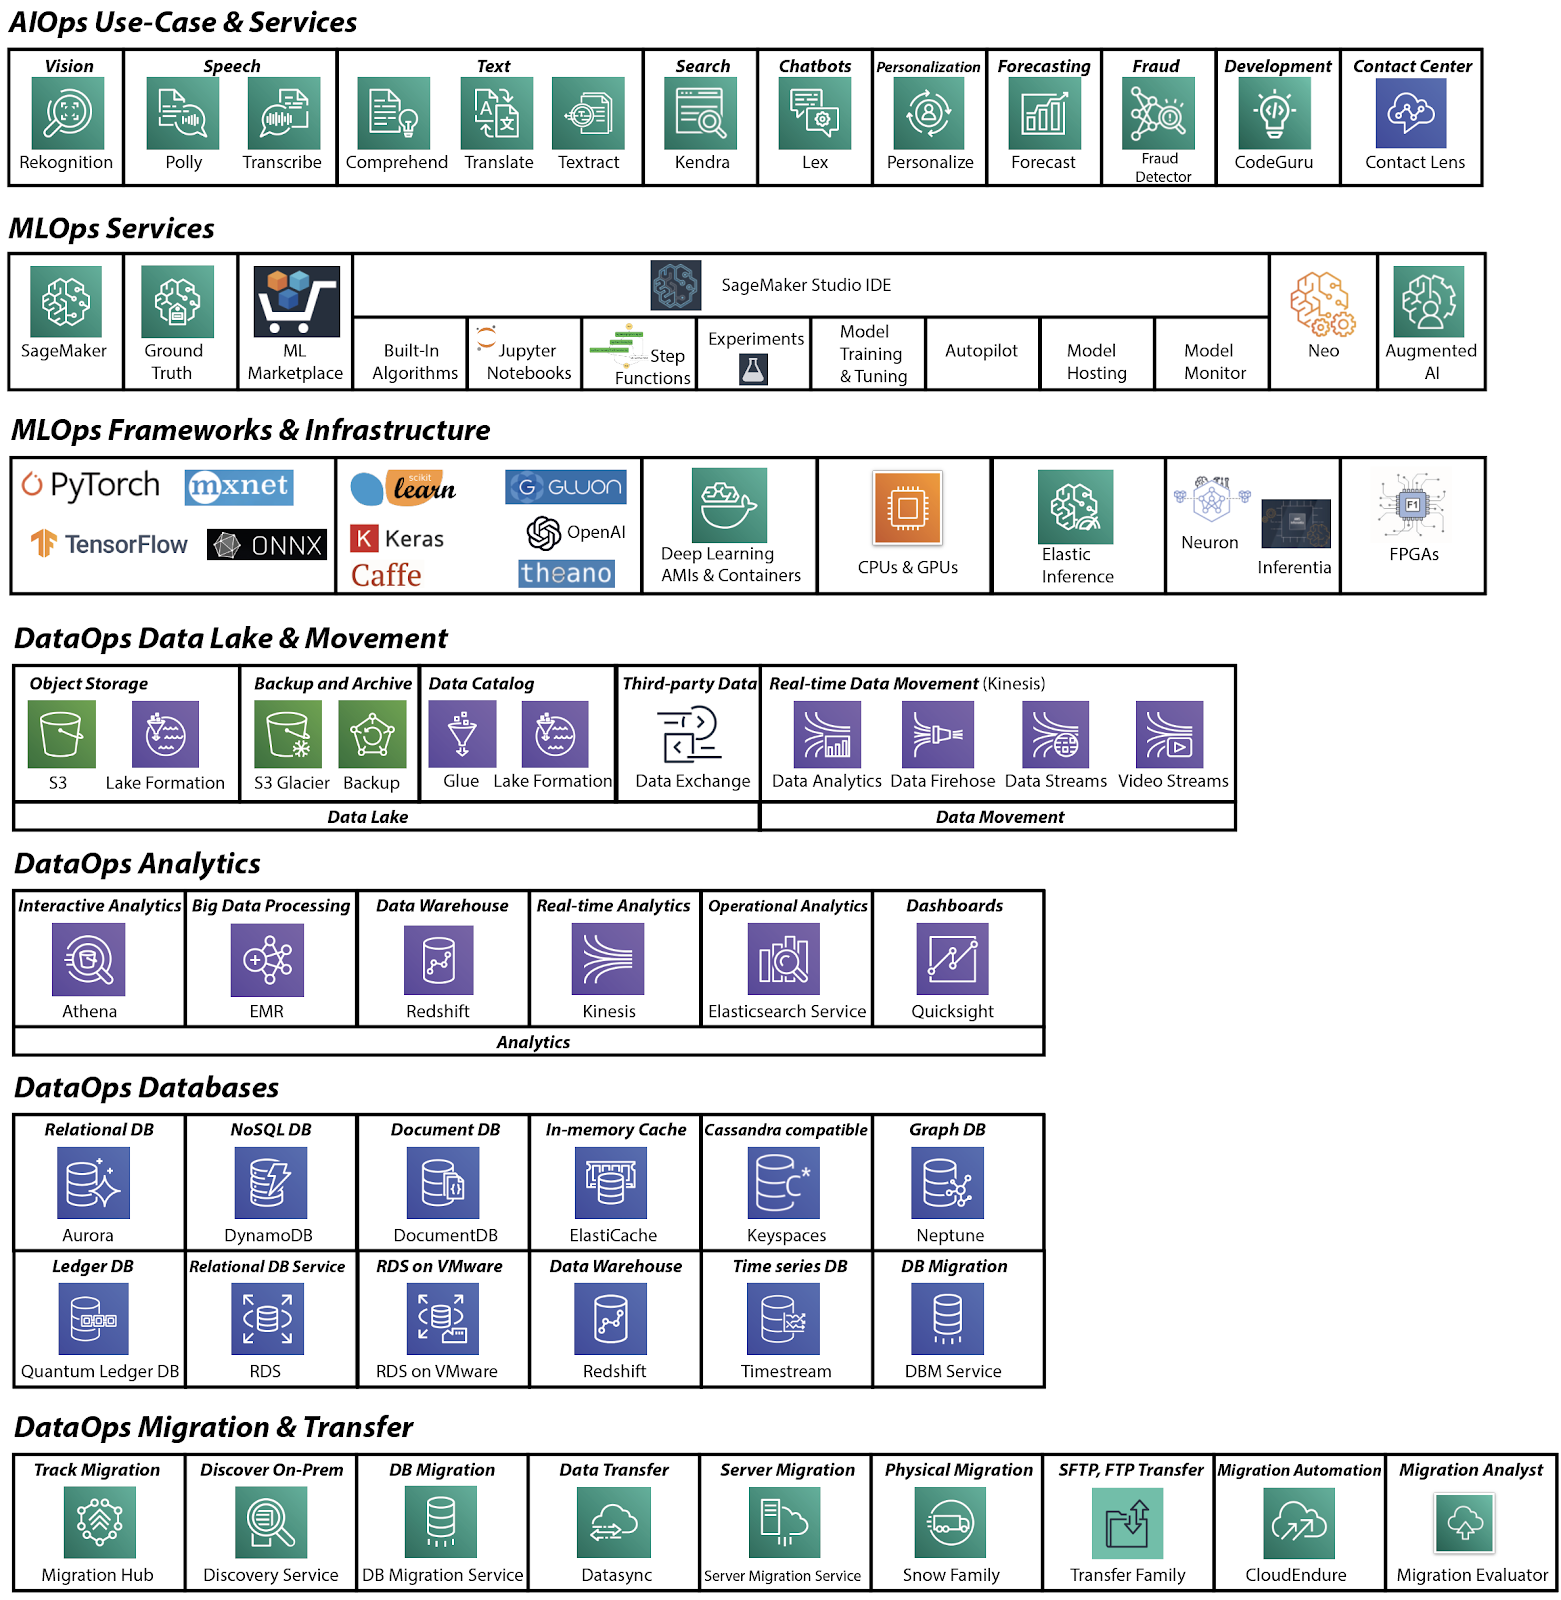 AIOps Use-Case & Services
Vision Speech Text Search Chatbots Personalization Forecasting Fraud Development Contact Center
A 文
Rekognition Polly Transcribe Comprehend Translate Textract Kendra Lex Personalize Forecast Fraud Detector CodeGuru Contact Lens
MLOps Services
SageMaker Studio IDE
SageMaker
Ground Truth
ML Marketplace
Built-In Algorithms
Jupyter Notebooks
Step Functions
Experiments
Model Training & Tuning
Autopilot
Model Hosting
Model Monitor
Neo
Augmented AI
MLOps Frameworks & Infrastructure
PyTorch
mxnet
TensorFlow
ONNX
scikit learn
G GLUON
K Keras
OpenAI
Caffe
theano
Deep Learning
AMIs & Containers
CPUs & GPUs
Elastic
Inference
Neuron
Inferentia
F1
FPGAs
DataOps Data Lake & Movement
Object Storage Backup and Archive Data Catalog Third-party Data Real-time Data Movement (Kinesis)
S3 Lake Formation S3 Glacier Backup Glue Lake Formation Data Exchange Data Analytics Data Firehose Data Streams Video Streams
Data Lake Data Movement
DataOps Analytics
Interactive Analytics Big Data Processing Data Warehouse Real-time Analytics Operational Analytics Dashboards
Athena EMR Redshift Kinesis Elasticsearch Service Quicksight
Analytics
DataOps Databases
Relational DB NoSQL DB Document DB In-memory Cache Cassandra compatible Graph DB
C*
Aurora DynamoDB DocumentDB ElastiCache Keyspaces Neptune
Ledger DB Relational DB Service RDS on VMware Data Warehouse Time series DB DB Migration
Quantum Ledger DB RDS RDS on VMware Redshift Timestream DBM Service
DataOps Migration & Transfer
Track Migration Discover On-Prem DB Migration Data Transfer Server Migration Physical Migration SFTP, FTP Transfer Migration Automation Migration Analyst
Migration Hub Discovery Service DB Migration Service Datasync Server Migration Service Snow Family Transfer Family CloudEndure Migration Evaluator